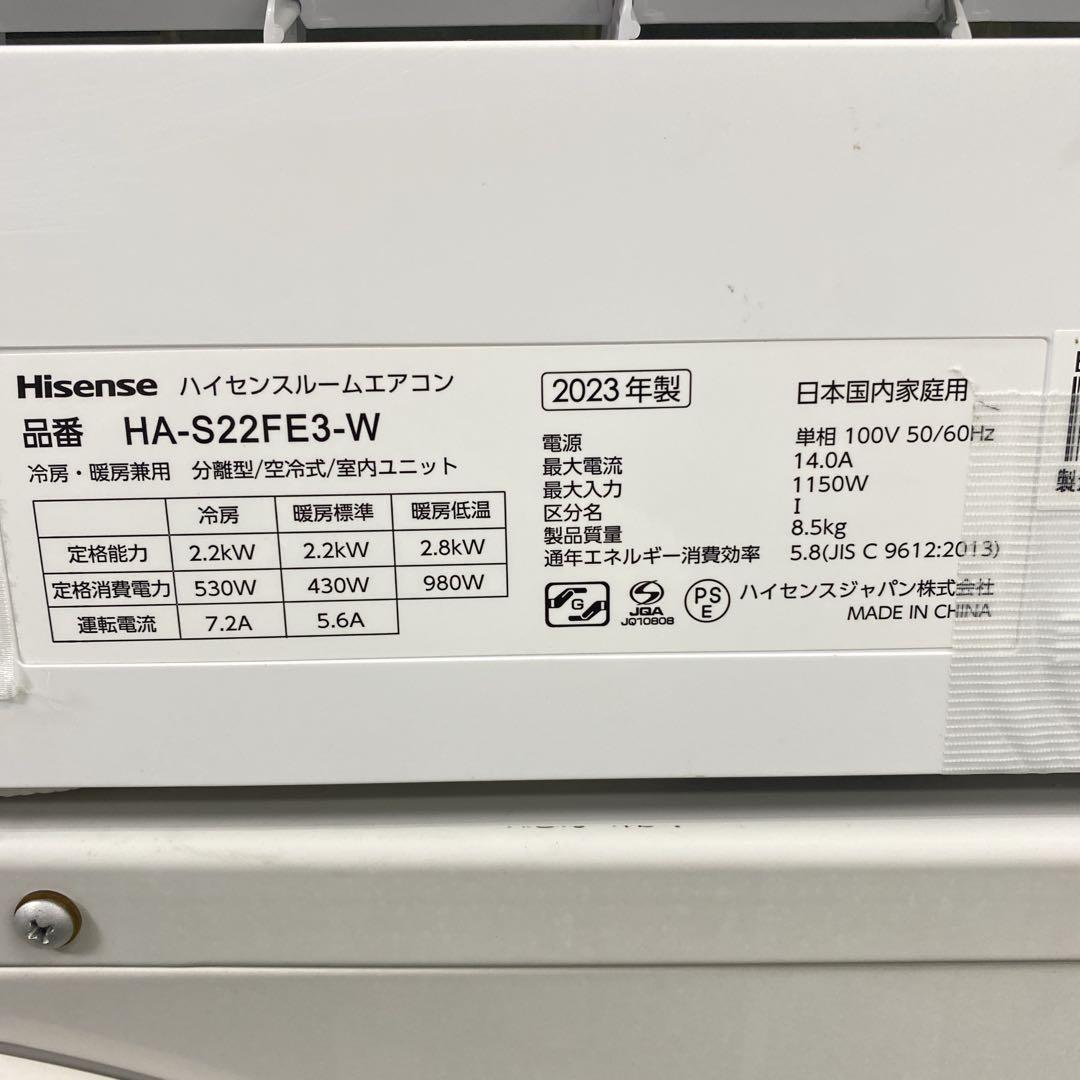 Hisense ハイセンスルームエアコン
品番 HA-S22FE3-W
冷房・暖房兼用 分離型/空冷式/室内ユニット
冷房 暖房標準 暖房低温
定格能力 2.2kW 2.2kW 2.8kW
定格消費電力 530W 430W 980W
運転電流 7.2A 5.6A
2023年製 日本国内家庭用
電源 単相 100V 50/60Hz
最大電流 14.0A
最大入力 1150W
区分名 I
製品質量 8.5kg
通年エネルギー消費効率 5.8(JIS C 9612:2013)
G JQA JQ1080B PS E ハイセンスジャパン株式会社
MADE IN CHINA